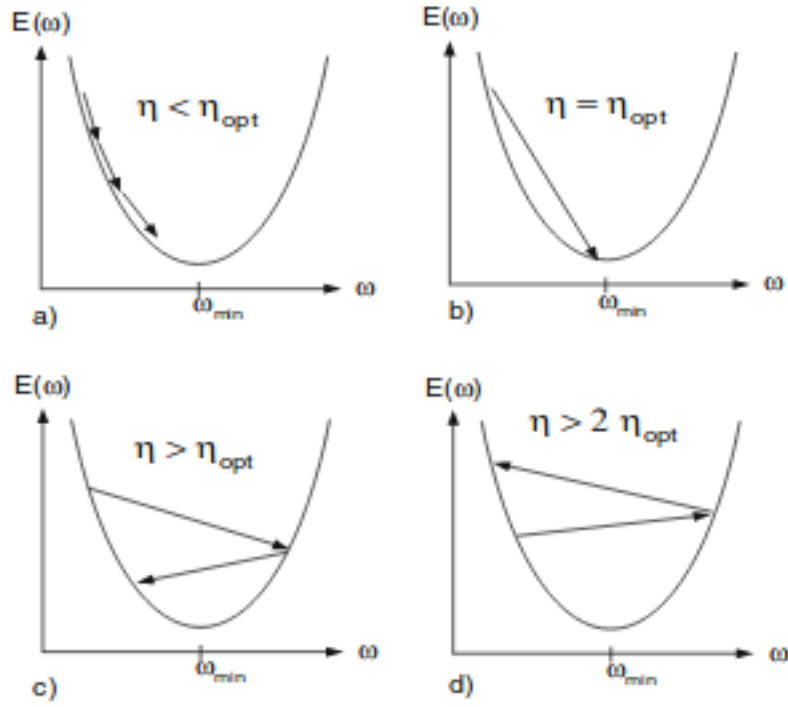 E(ω)
η < η_opt
ω
ω_min
a)
E(ω)
η = η_opt
ω
ω_min
b)
E(ω)
η > η_opt
ω
ω_min
c)
E(ω)
η > 2 η_opt
ω
ω_min
d)